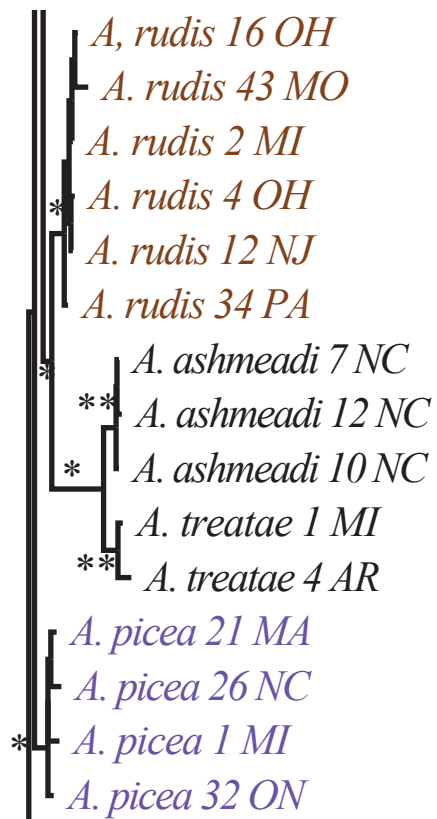 A, rudis 16 OH
A. rudis 43 MO
A. rudis 2 MI
*
A. rudis 4 OH
A. rudis 12 NJ
A. rudis 34 PA
*
A. ashmeadi 7 NC
**
A. ashmeadi 12 NC
*
A. ashmeadi 10 NC
A. treatae 1 MI
**
A. treatae 4 AR
A. picea 21 MA
A. picea 26 NC
*
A. picea 1 MI
A. picea 32 ON